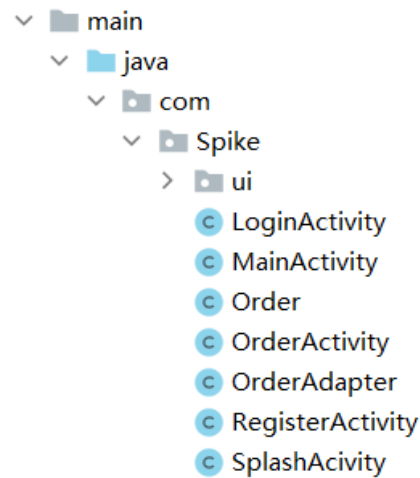 main
java
com
Spike
ui
LoginActivity
MainActivity
Order
OrderActivity
OrderAdapter
RegisterActivity
SplashAcivity